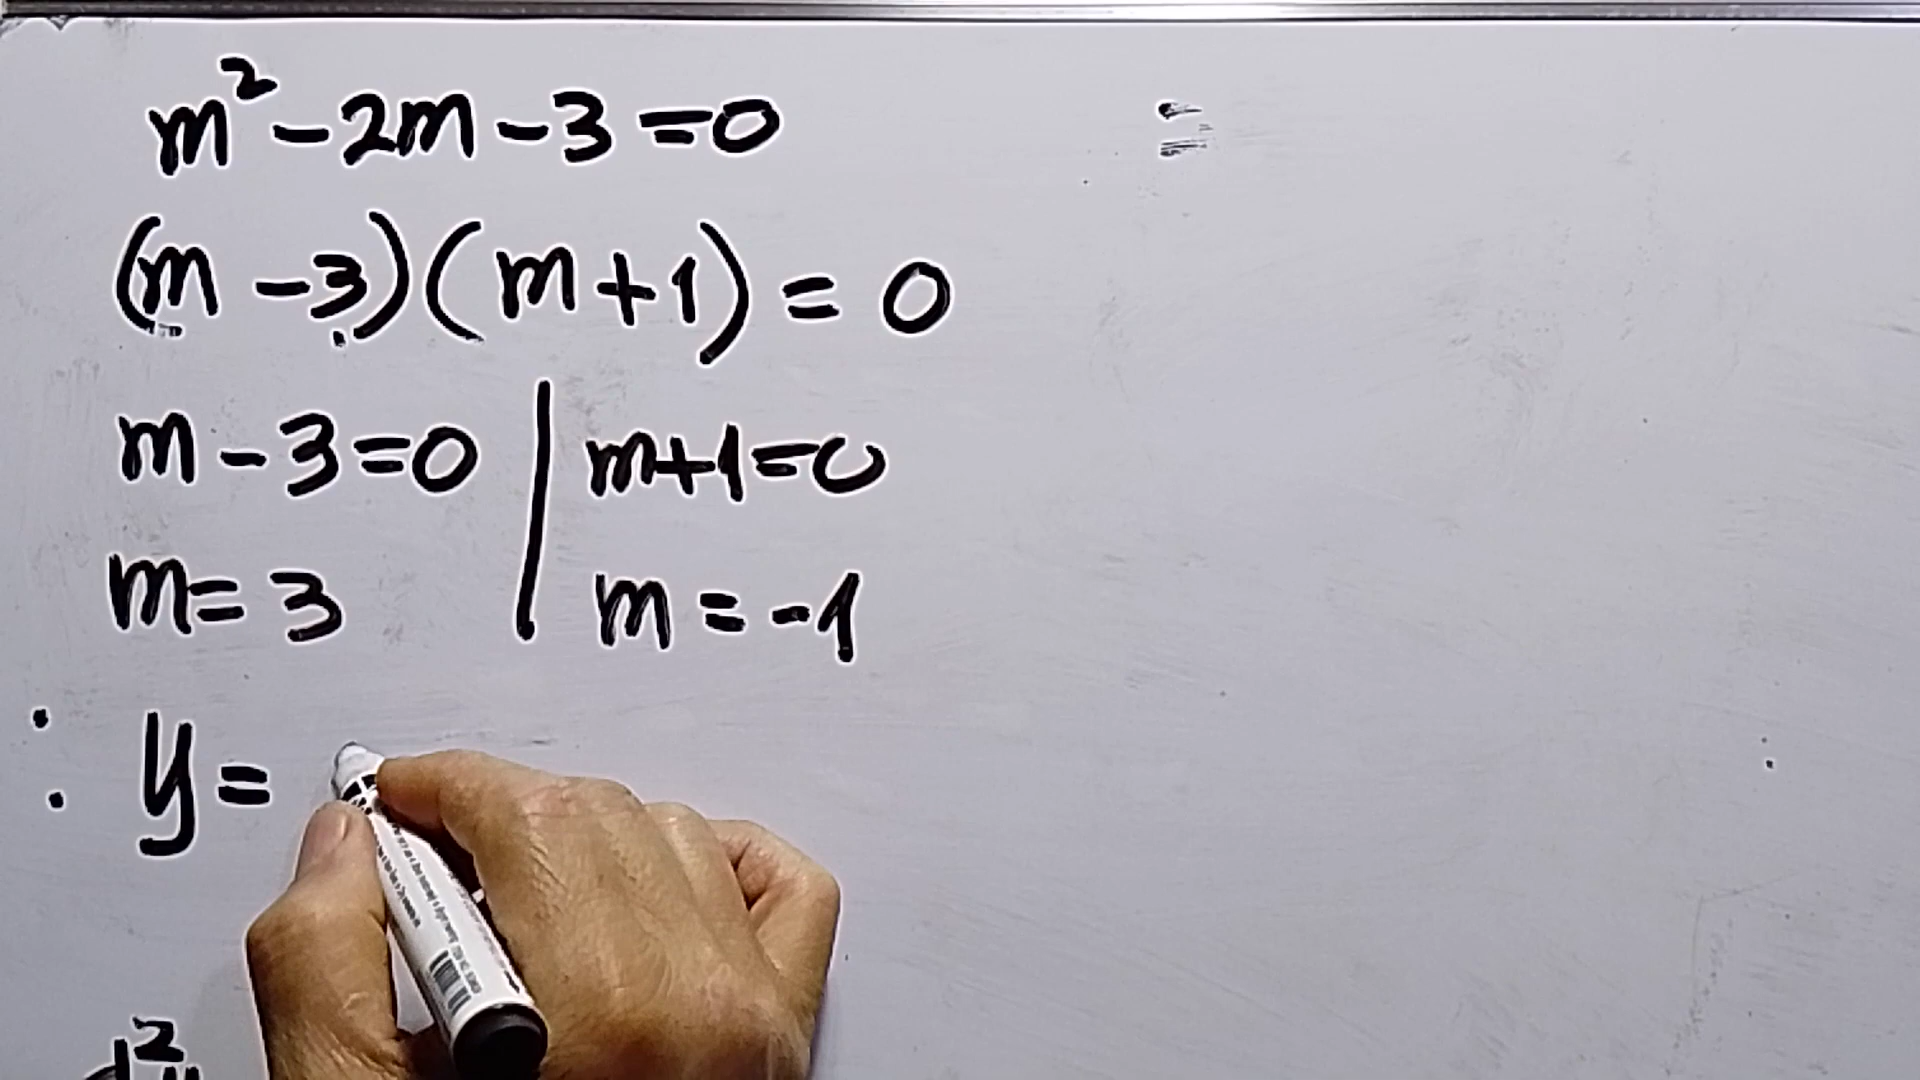 m² - 2m - 3 = 0
=
(m - 3)(m + 1) = 0
m - 3 = 0 | m + 1 = 0
m = 3 | m = -1
: y =